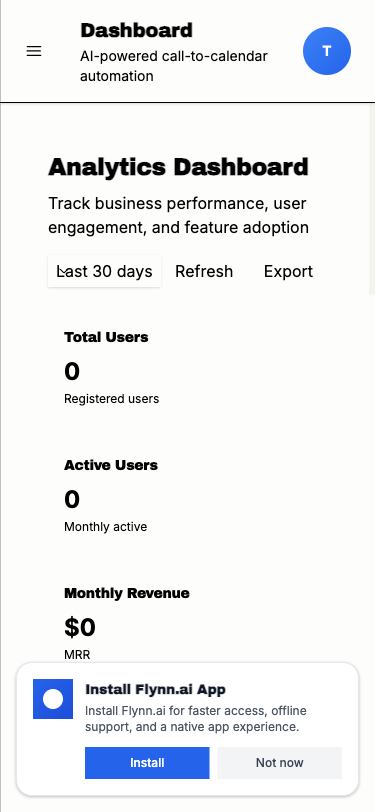 Dashboard
AI-powered call-to-calendar
automation
T
Analytics Dashboard
Track business performance, user
engagement, and feature adoption
Last 30 days Refresh Export
Total Users
0
Registered users
Active Users
0
Monthly active
Monthly Revenue
$0
MRR
Install Flynn.ai App
Install Flynn.ai for faster access, offline
support, and a native app experience.
Install Not now